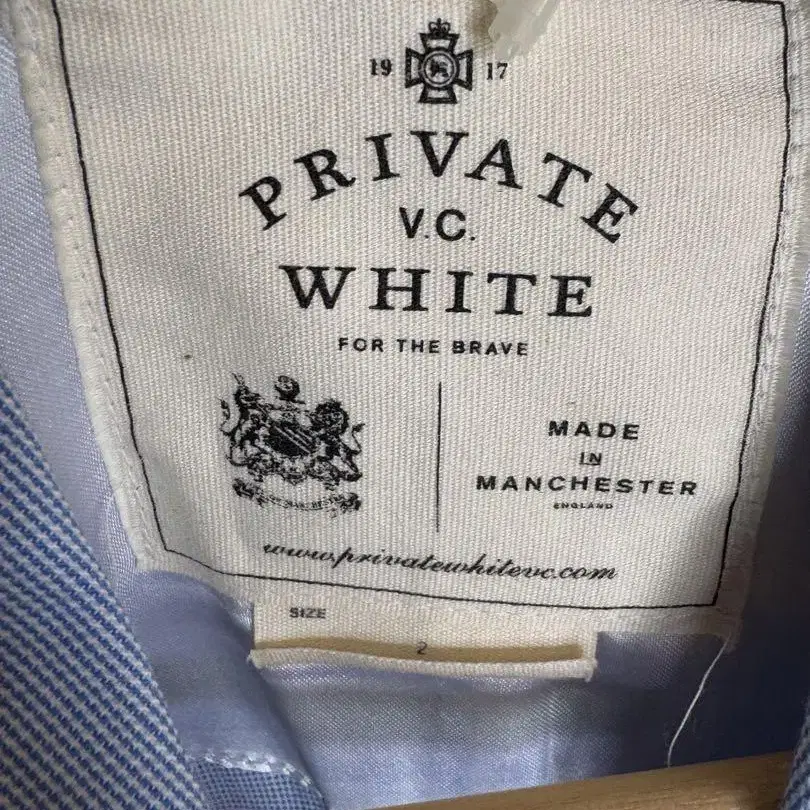 19 17
PRIVATE
V.C.
WHITE
FOR THE BRAVE
MADE
IN
MANCHESTER
ENGLAND
www.privatewhitevc.com
SIZE
2